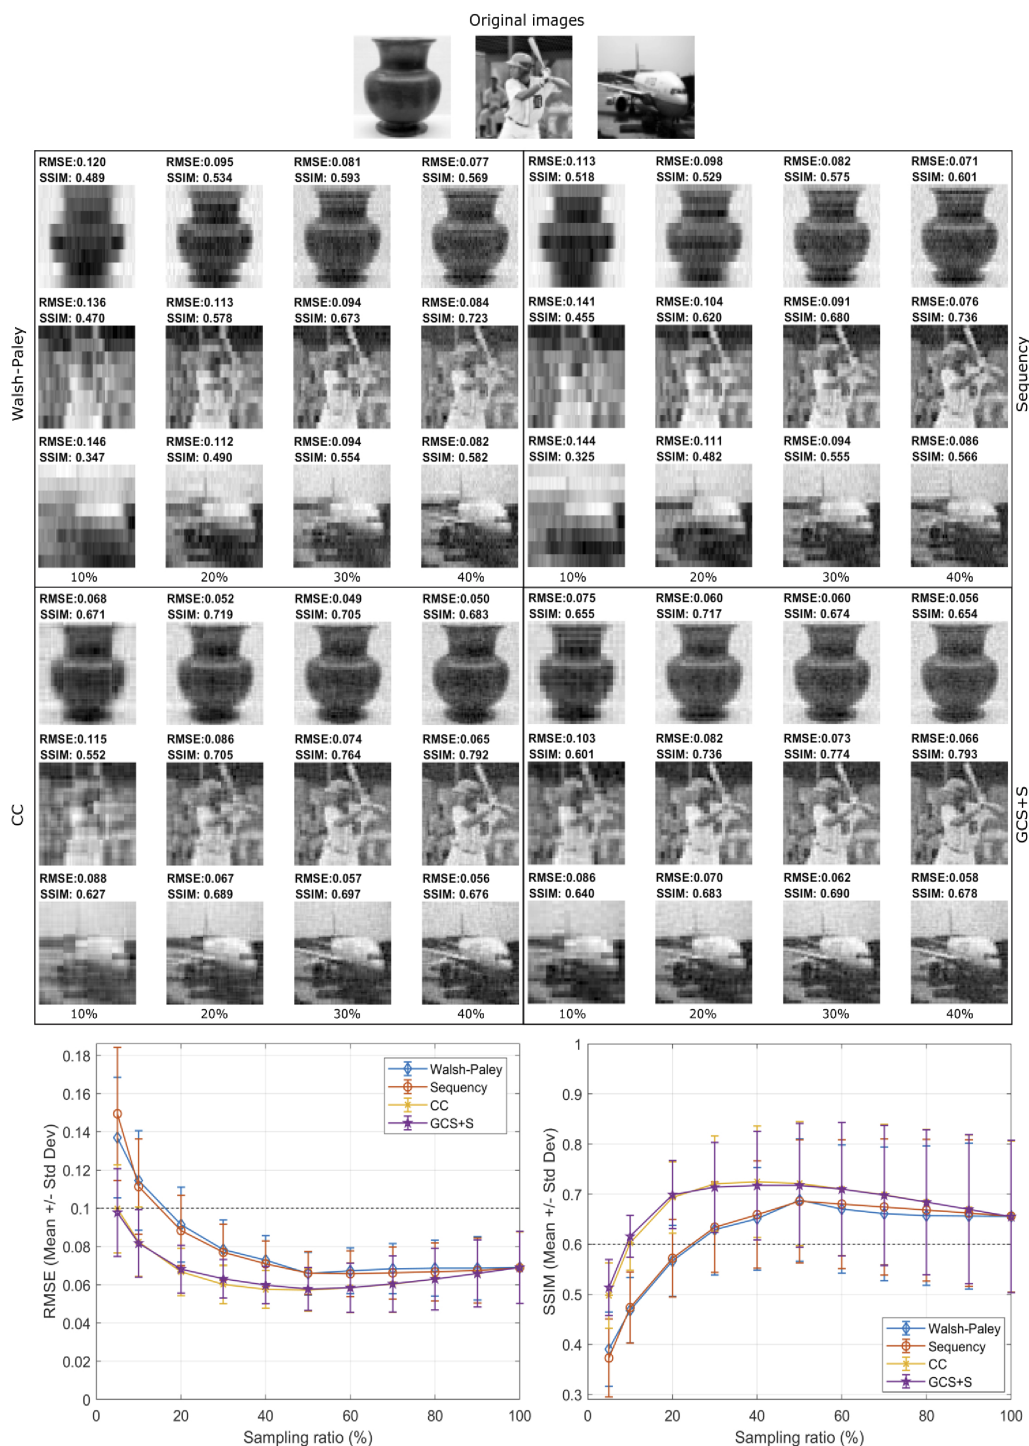 Original images
Walsh-Paley
RMSE:0.120 RMSE:0.095 RMSE:0.081 RMSE:0.077
SSIM: 0.489 SSIM: 0.534 SSIM: 0.593 SSIM: 0.569
RMSE:0.136 RMSE:0.113 RMSE:0.094 RMSE:0.084
SSIM: 0.470 SSIM: 0.578 SSIM: 0.673 SSIM: 0.723
RMSE:0.146 RMSE:0.112 RMSE:0.094 RMSE:0.082
SSIM: 0.347 SSIM: 0.490 SSIM: 0.554 SSIM: 0.582
10% 20% 30% 40%
Sequency
RMSE:0.113 RMSE:0.098 RMSE:0.082 RMSE:0.071
SSIM: 0.518 SSIM: 0.529 SSIM: 0.575 SSIM: 0.601
RMSE:0.141 RMSE:0.104 RMSE:0.091 RMSE:0.076
SSIM: 0.455 SSIM: 0.620 SSIM: 0.680 SSIM: 0.736
RMSE:0.144 RMSE:0.111 RMSE:0.094 RMSE:0.086
SSIM: 0.325 SSIM: 0.482 SSIM: 0.555 SSIM: 0.566
10% 20% 30% 40%
CC
RMSE:0.068 RMSE:0.052 RMSE:0.049 RMSE:0.050
SSIM: 0.671 SSIM: 0.719 SSIM: 0.705 SSIM: 0.683
RMSE:0.115 RMSE:0.086 RMSE:0.074 RMSE:0.065
SSIM: 0.552 SSIM: 0.705 SSIM: 0.764 SSIM: 0.792
RMSE:0.088 RMSE:0.067 RMSE:0.057 RMSE:0.056
SSIM: 0.627 SSIM: 0.689 SSIM: 0.697 SSIM: 0.676
10% 20% 30% 40%
GCS+S
RMSE:0.075 RMSE:0.060 RMSE:0.060 RMSE:0.056
SSIM: 0.655 SSIM: 0.717 SSIM: 0.674 SSIM: 0.654
RMSE:0.103 RMSE:0.082 RMSE:0.073 RMSE:0.066
SSIM: 0.601 SSIM: 0.736 SSIM: 0.774 SSIM: 0.793
RMSE:0.086 RMSE:0.070 RMSE:0.062 RMSE:0.058
SSIM: 0.640 SSIM: 0.683 SSIM: 0.690 SSIM: 0.678
10% 20% 30% 40%
RMSE (Mean +/- Std Dev)
0.18
0.16
0.14
0.12
0.1
0.08
0.06
0.04
0.02
0
Walsh-Paley
Sequency
CC
GCS+S
0 20 40 60 80 100
Sampling ratio (%)
SSIM (Mean +/- Std Dev)
1
0.9
0.8
0.7
0.6
0.5
0.4
0.3
Walsh-Paley
Sequency
CC
GCS+S
0 20 40 60 80 100
Sampling ratio (%)